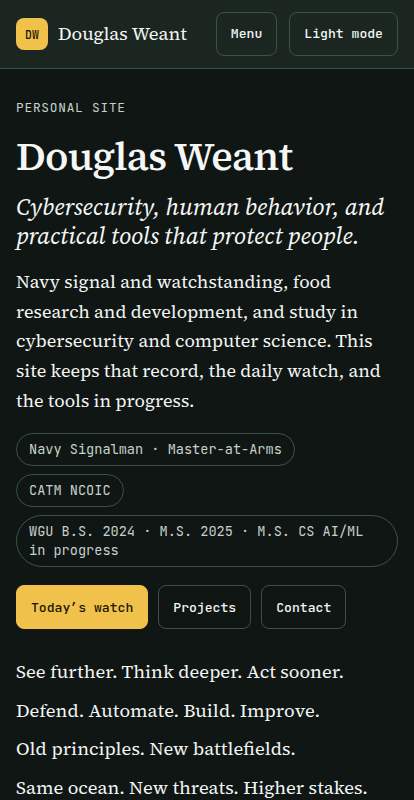 DW Douglas Weant Menu Light mode
PERSONAL SITE
Douglas Weant
Cybersecurity, human behavior, and
practical tools that protect people.
Navy signal and watchstanding, food
research and development, and study in
cybersecurity and computer science. This
site keeps that record, the daily watch, and
the tools in progress.
Navy Signalman · Master-at-Arms
CATM NCOIC
WGU B.S. 2024 · M.S. 2025 · M.S. CS AI/ML
in progress
Today’s watch Projects Contact
See further. Think deeper. Act sooner.
Defend. Automate. Build. Improve.
Old principles. New battlefields.
Same ocean. New threats. Higher stakes.